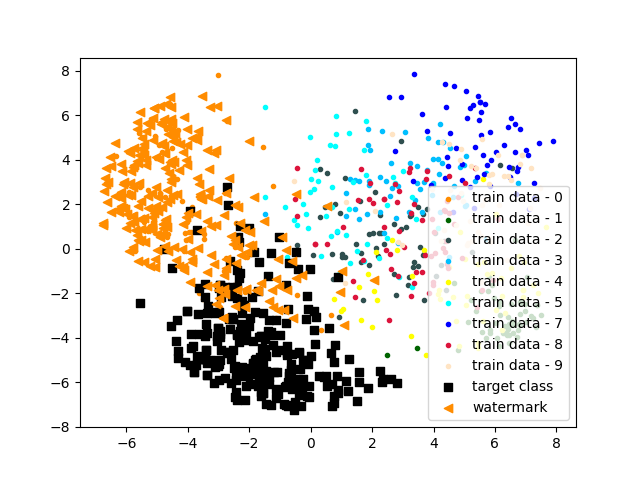 8
6
4
2
0
−2
−4
−6
−8
−6
−4
−2
0
2
4
6
8
train data - 0
train data - 1
train data - 2
train data - 3
train data - 4
train data - 5
train data - 7
train data - 8
train data - 9
target class
watermark